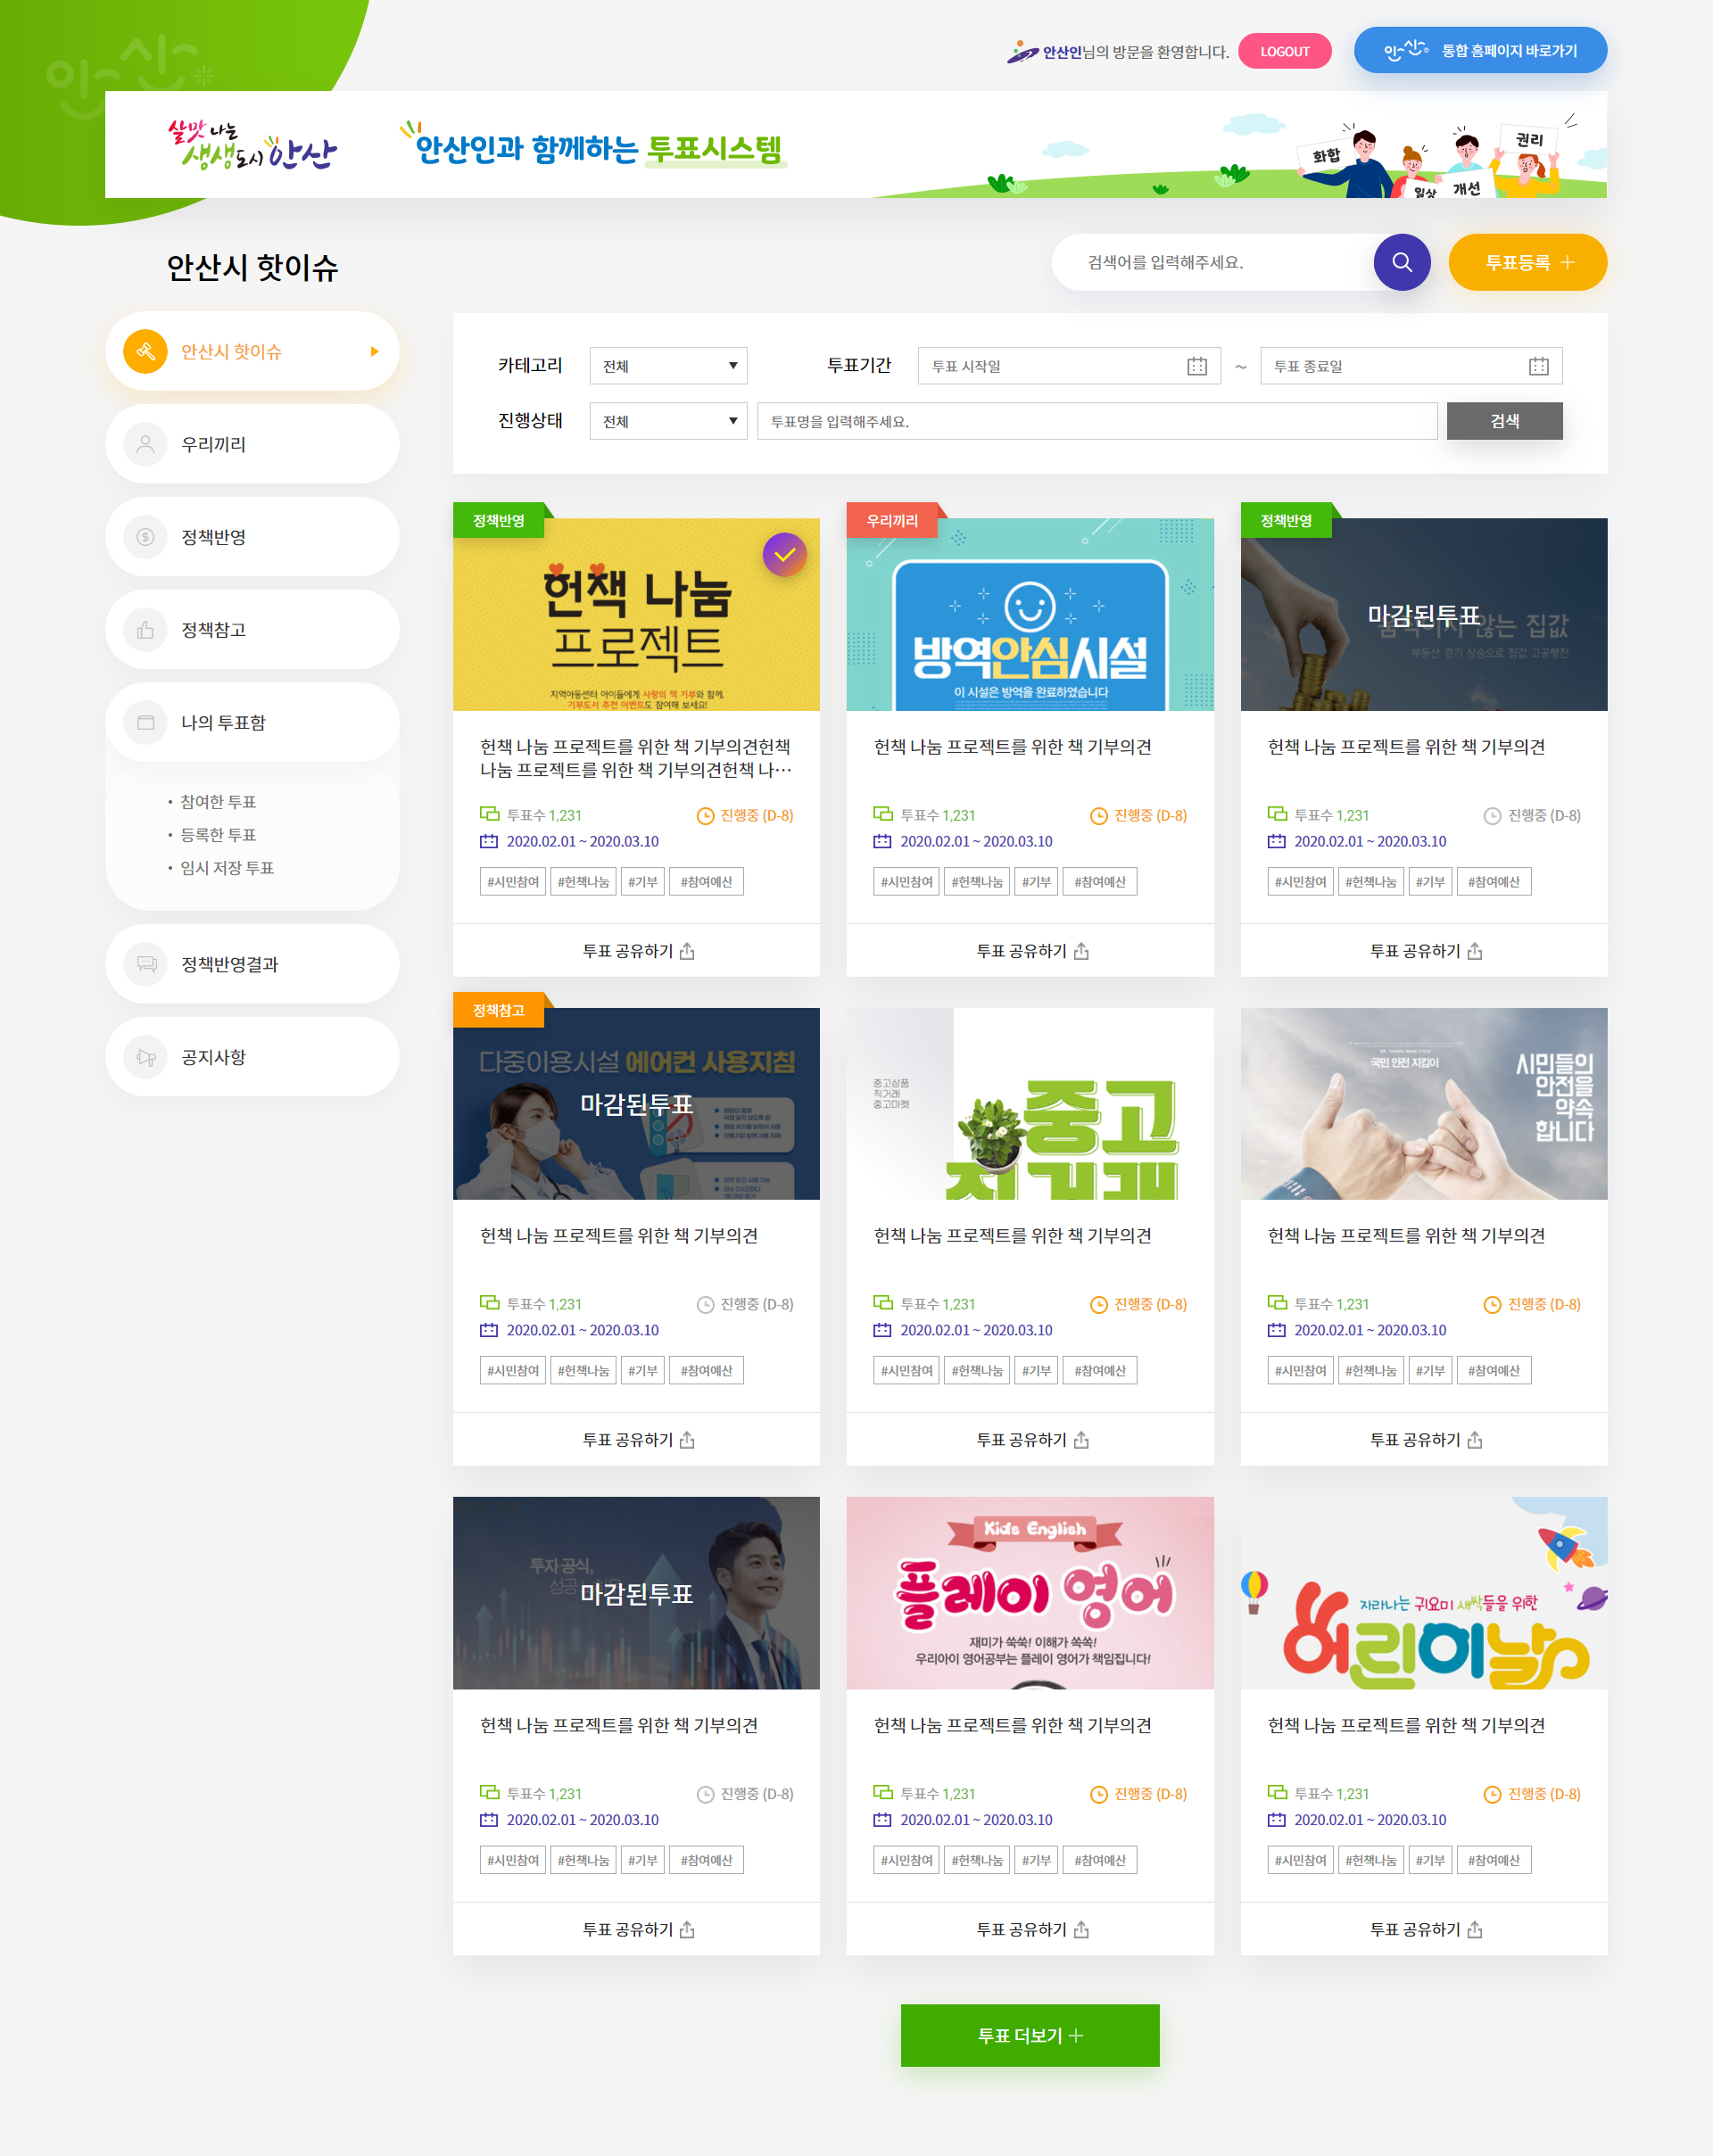 안산인
안산인님의 방문을 환영합니다.
LOGOUT
안산인 통합 홈페이지 바로가기
살맛 나는
생생도시 안산
안산인과 함께하는 투표시스템
화합
일상
개선
권리
안산시 핫이슈
검색어를 입력해주세요.
투표등록
안산시 핫이슈
우리끼리
정책반영
정책참고
나의 투표함
· 참여한 투표
· 등록한 투표
· 임시 저장 투표
정책반영결과
공지사항
카테고리
전체
투표기간
투표 시작일
~
투표 종료일
진행상태
전체
투표명을 입력해주세요.
검색
정책반영
헌책 나눔
프로젝트
지역아동센터 아이들에게 사랑의 책 기부와 함께,
기부도서 추천 이벤트도 참여해 보세요!
헌책 나눔 프로젝트를 위한 책 기부의견헌책
나눔 프로젝트를 위한 책 기부의견헌책 나…
투표수 1,231
진행중 (D-8)
2020.02.01 ~ 2020.03.10
#시민참여 #헌책나눔 #기부 #참여예산
투표 공유하기
우리끼리
방역안심시설
이 시설은 방역을 완료하였습니다
헌책 나눔 프로젝트를 위한 책 기부의견
투표수 1,231
진행중 (D-8)
2020.02.01 ~ 2020.03.10
#시민참여 #헌책나눔 #기부 #참여예산
투표 공유하기
정책반영
마감된투표
않는 집값
부동산 경기 상승으로 집값 고공행진
헌책 나눔 프로젝트를 위한 책 기부의견
투표수 1,231
진행중 (D-8)
2020.02.01 ~ 2020.03.10
#시민참여 #헌책나눔 #기부 #참여예산
투표 공유하기
정책참고
다중이용시설 에어컨 사용지침
마감된투표
헌책 나눔 프로젝트를 위한 책 기부의견
투표수 1,231
진행중 (D-8)
2020.02.01 ~ 2020.03.10
#시민참여 #헌책나눔 #기부 #참여예산
투표 공유하기
중고상품
직거래
중고마켓
중고
직거래
헌책 나눔 프로젝트를 위한 책 기부의견
투표수 1,231
진행중 (D-8)
2020.02.01 ~ 2020.03.10
#시민참여 #헌책나눔 #기부 #참여예산
투표 공유하기
국민 안전 지킴이
시민들의
안전을
약속
합니다
헌책 나눔 프로젝트를 위한 책 기부의견
투표수 1,231
진행중 (D-8)
2020.02.01 ~ 2020.03.10
#시민참여 #헌책나눔 #기부 #참여예산
투표 공유하기
투자 공식,
성공
마감된투표
헌책 나눔 프로젝트를 위한 책 기부의견
투표수 1,231
진행중 (D-8)
2020.02.01 ~ 2020.03.10
#시민참여 #헌책나눔 #기부 #참여예산
투표 공유하기
Kids English
플레이 영어
재미가 쑥쑥! 이해가 쑥쑥!
우리아이 영어공부는 플레이 영어가 책임집니다!
헌책 나눔 프로젝트를 위한 책 기부의견
투표수 1,231
진행중 (D-8)
2020.02.01 ~ 2020.03.10
#시민참여 #헌책나눔 #기부 #참여예산
투표 공유하기
자라나는 귀요미 새싹들을 위한
어린이날
헌책 나눔 프로젝트를 위한 책 기부의견
투표수 1,231
진행중 (D-8)
2020.02.01 ~ 2020.03.10
#시민참여 #헌책나눔 #기부 #참여예산
투표 공유하기
투표 더보기